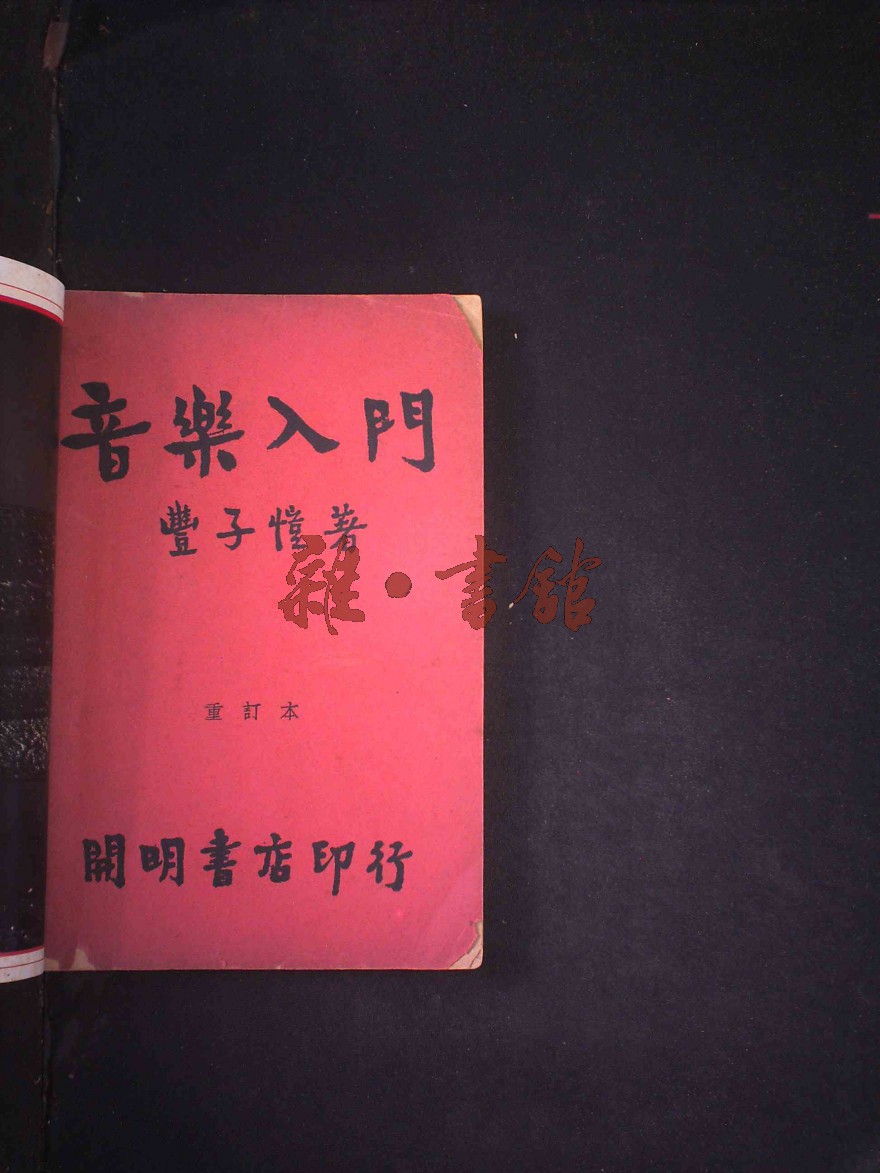 音樂入門
豐子愷著
雜·書館
重訂本
開明書店印行